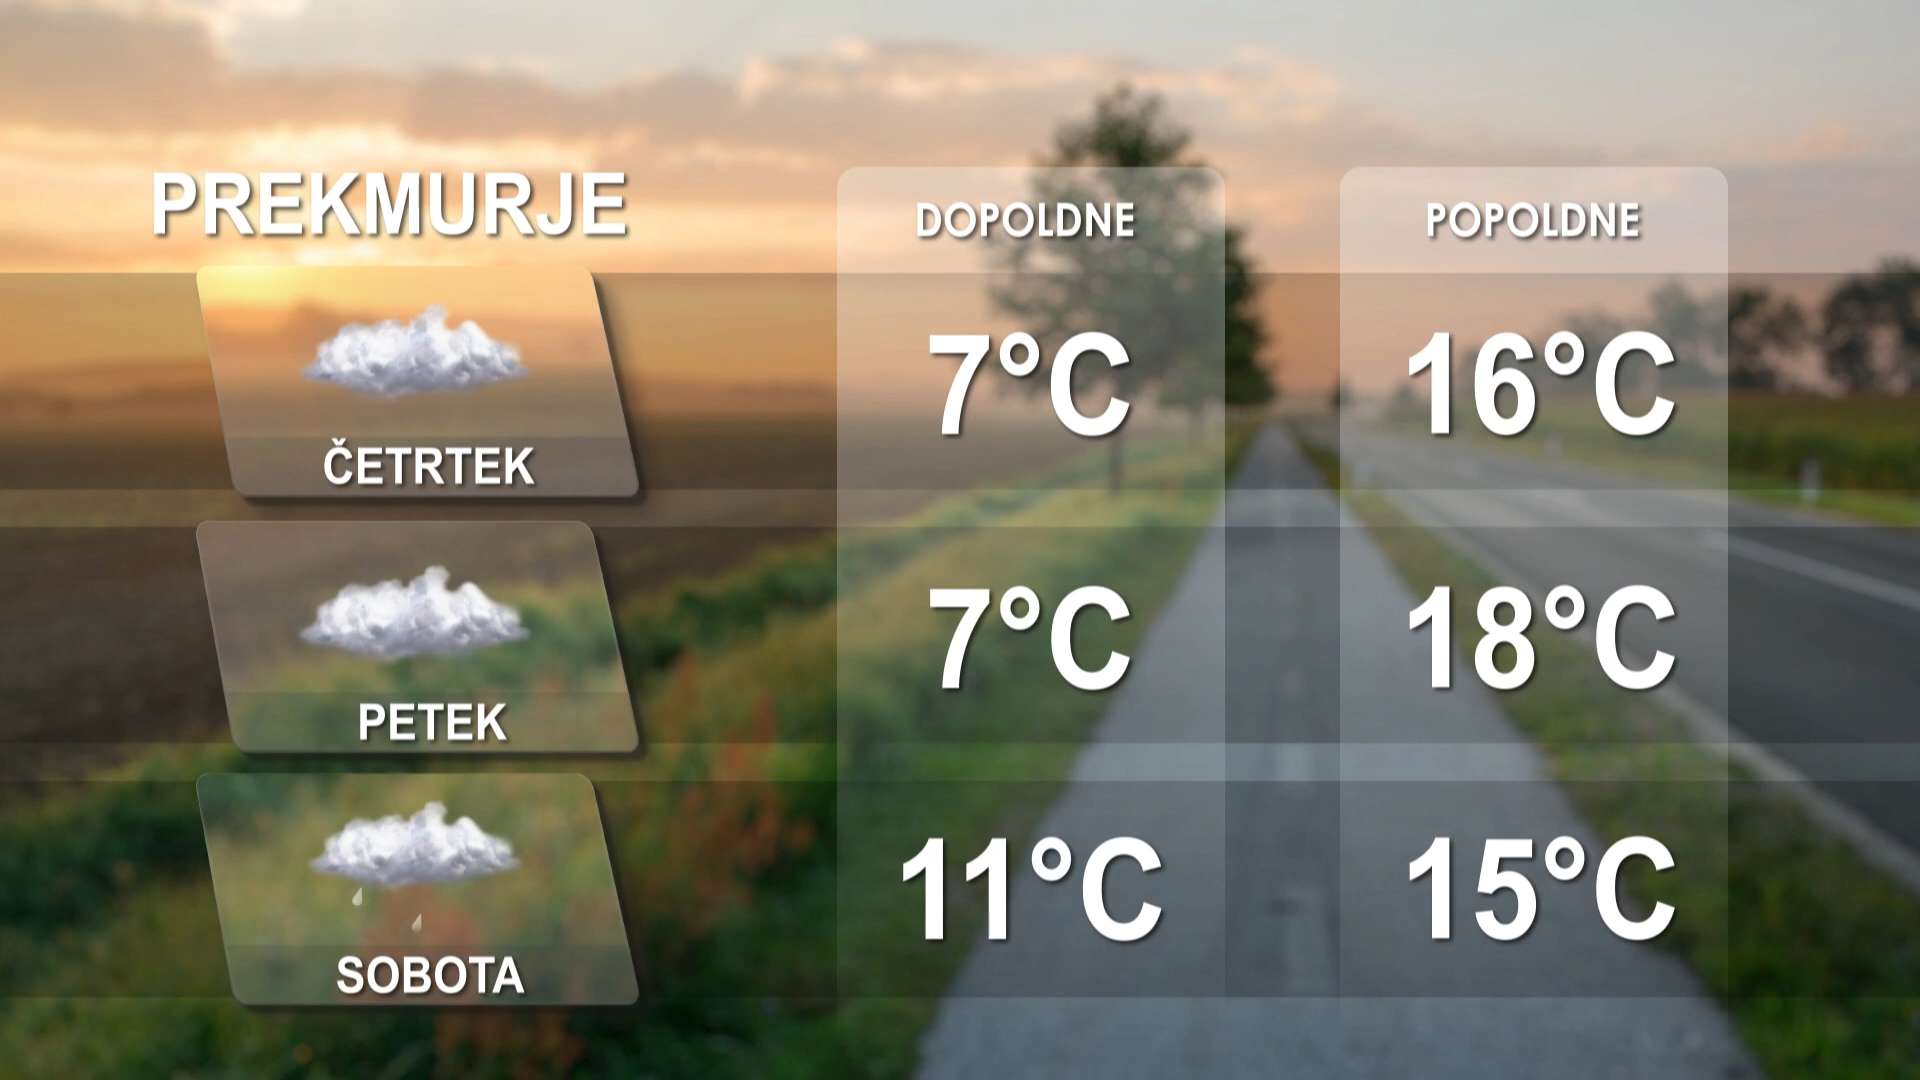 PREKMURJE
DOPOLDNE
POPOLDNE
7°C
16°C
ČETRTEK
7°C
18°C
PETEK
11°C
15°C
SOBOTA